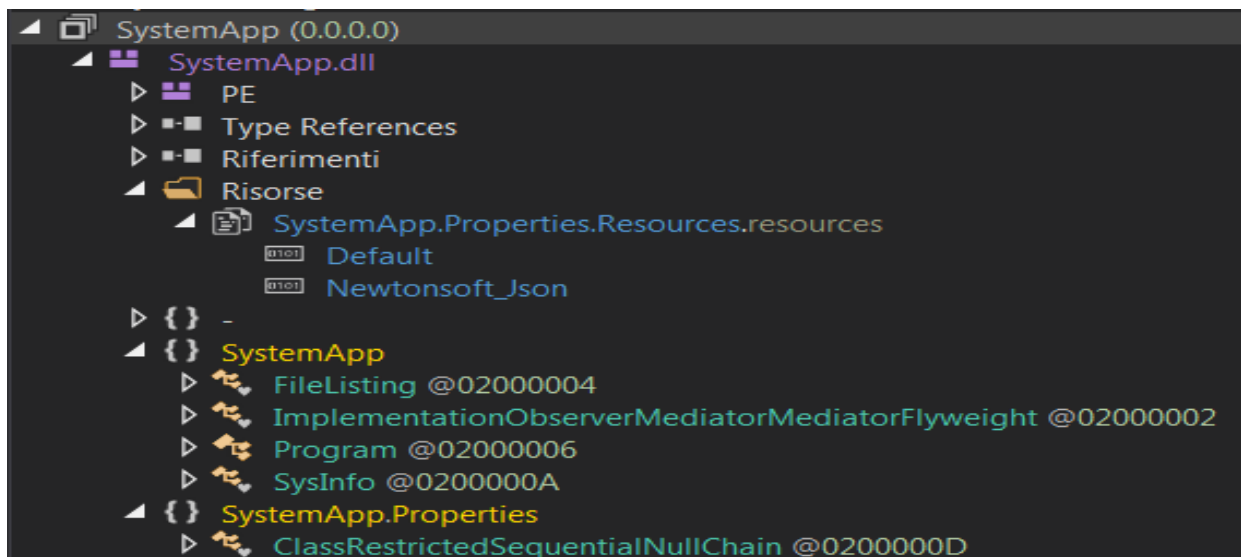 SystemApp (0.0.0.0)
SystemApp.dll
PE
Type References
Riferimenti
Risorse
SystemApp.Properties.Resources.resources
Default
Newtonsoft_Json
{ } -
{ } SystemApp
FileListing @02000004
ImplementationObserverMediatorMediatorFlyweight @02000002
Program @02000006
SysInfo @0200000A
{ } SystemApp.Properties
ClassRestrictedSequentialNullChain @0200000D